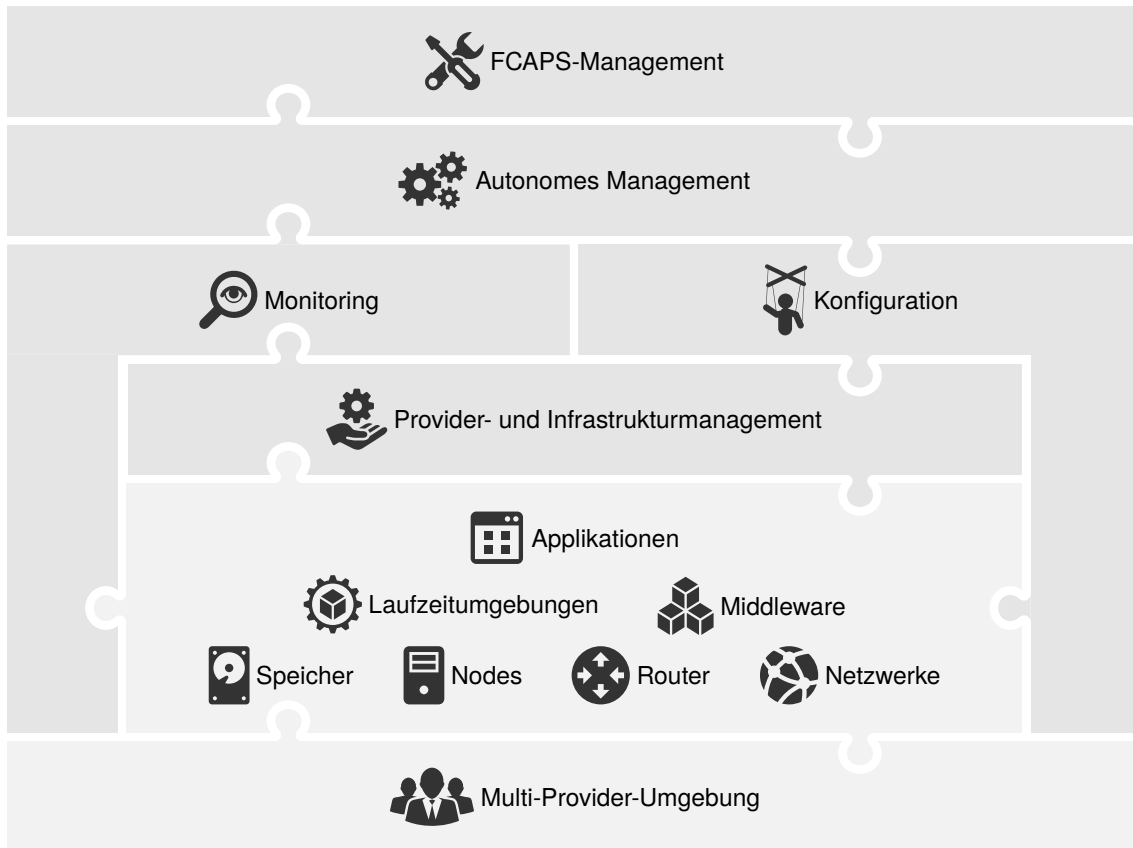 FCAPS-Management
Autonomes Management
Monitoring
Konfiguration
Provider- und Infrastrukturmanagement
Applikationen
Laufzeitumgebungen
Middleware
Speicher
Nodes
Router
Netzwerke
Multi-Provider-Umgebung